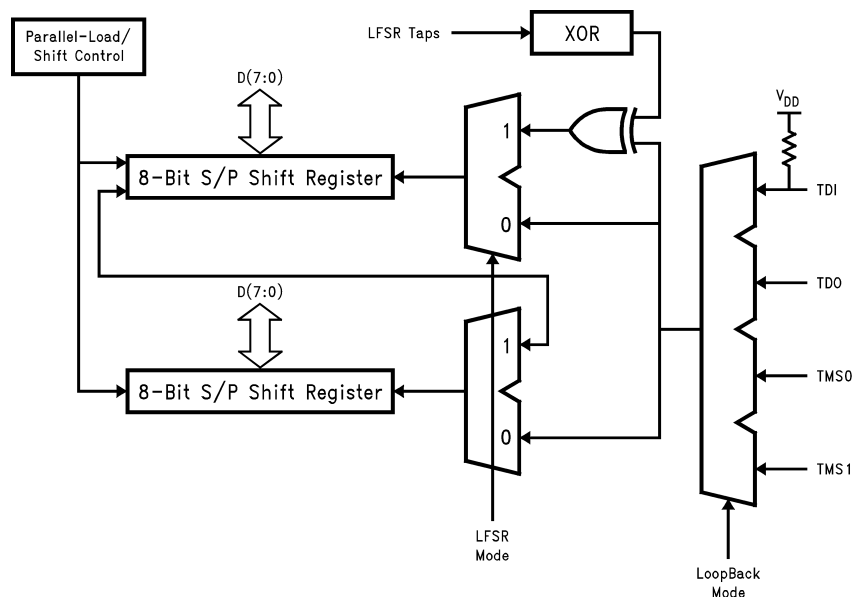 Parallel-Load/
Shift Control
LFSR Taps
XOR
D(7:0)
VDD
1
8-Bit S/P Shift Register
TDI
0
TDO
D(7:0)
1
TMS0
8-Bit S/P Shift Register
0
TMS1
LFSR
Mode
LoopBack
Mode